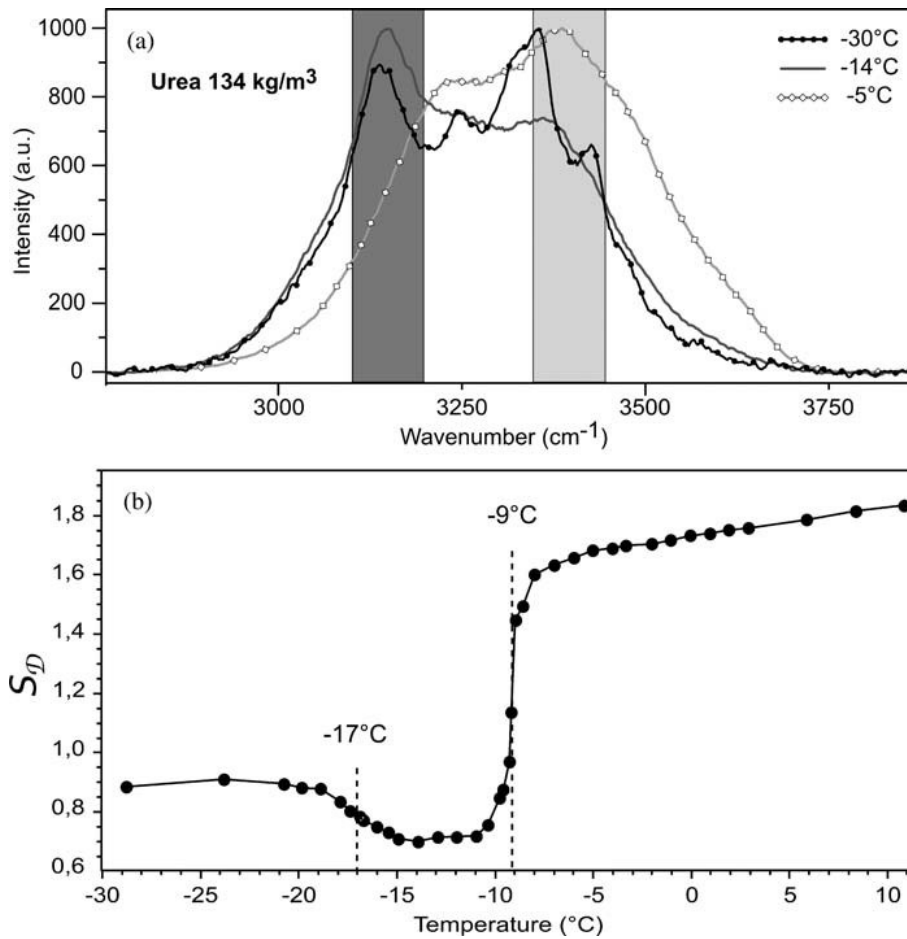 (a)
Urea 134 kg/m³
-30°C
-14°C
-5°C
1000
800
600
400
200
0
Intensity (a.u.)
3000 3250 3500 3750
Wavenumber (cm⁻¹)
(b)
-9°C
-17°C
1,8
1,6
1,4
1,2
1,0
0,8
0,6
S𝒟
-30 -25 -20 -15 -10 -5 0 5 10
Temperature (°C)